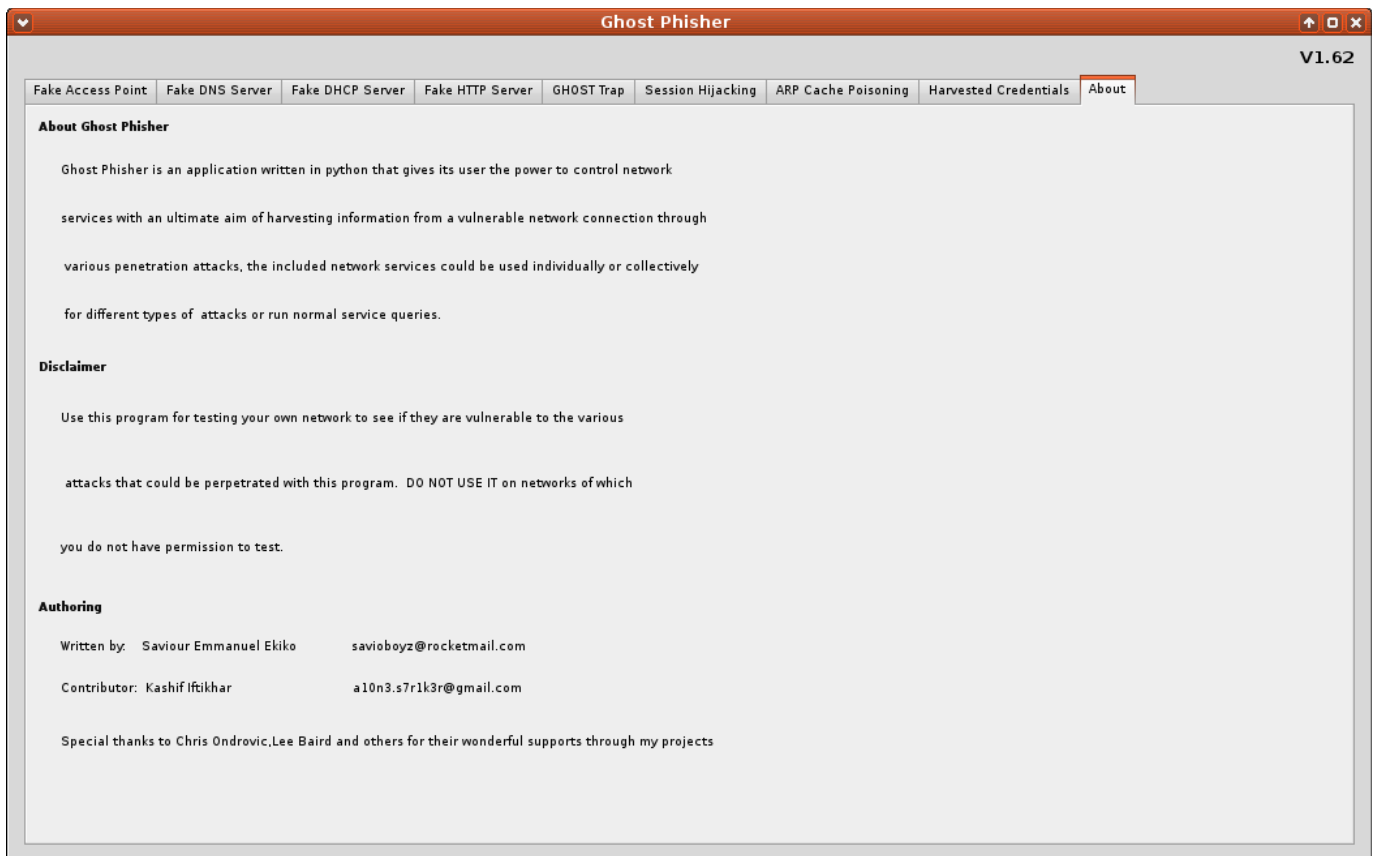 Ghost Phisher
V1.62
Fake Access Point
Fake DNS Server
Fake DHCP Server
Fake HTTP Server
GHOST Trap
Session Hijacking
ARP Cache Poisoning
Harvested Credentials
About
About Ghost Phisher
Ghost Phisher is an application written in python that gives its user the power to control network
services with an ultimate aim of harvesting information from a vulnerable network connection through
various penetration attacks, the included network services could be used individually or collectively
for different types of attacks or run normal service queries.
Disclaimer
Use this program for testing your own network to see if they are vulnerable to the various
attacks that could be perpetrated with this program. DO NOT USE IT on networks of which
you do not have permission to test.
Authoring
Written by: Saviour Emmanuel Ekiko savioboyz@rocketmail.com
Contributor: Kashif Iftikhar a10n3.s7r1k3r@gmail.com
Special thanks to Chris Ondrovic,Lee Baird and others for their wonderful supports through my projects